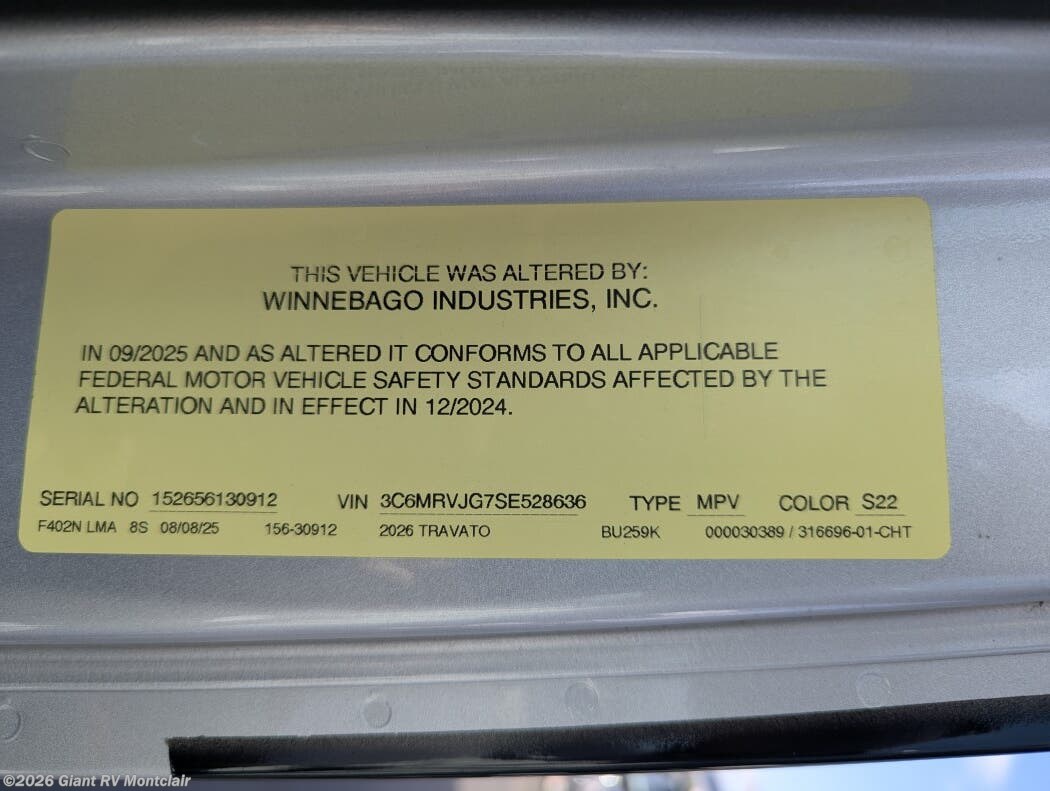 THIS VEHICLE WAS ALTERED BY:
WINNEBAGO INDUSTRIES, INC.
IN 09/2025 AND AS ALTERED IT CONFORMS TO ALL APPLICABLE
FEDERAL MOTOR VEHICLE SAFETY STANDARDS AFFECTED BY THE
ALTERATION AND IN EFFECT IN 12/2024.
SERIAL NO 152656130912 VIN 3C6MRVJG7SE528636 TYPE MPV COLOR S22
F402N LMA 8S 08/08/25 156-30912 2026 TRAVATO BU259K 000030389 / 316696-01-CHT
©2026 Giant RV Montclair